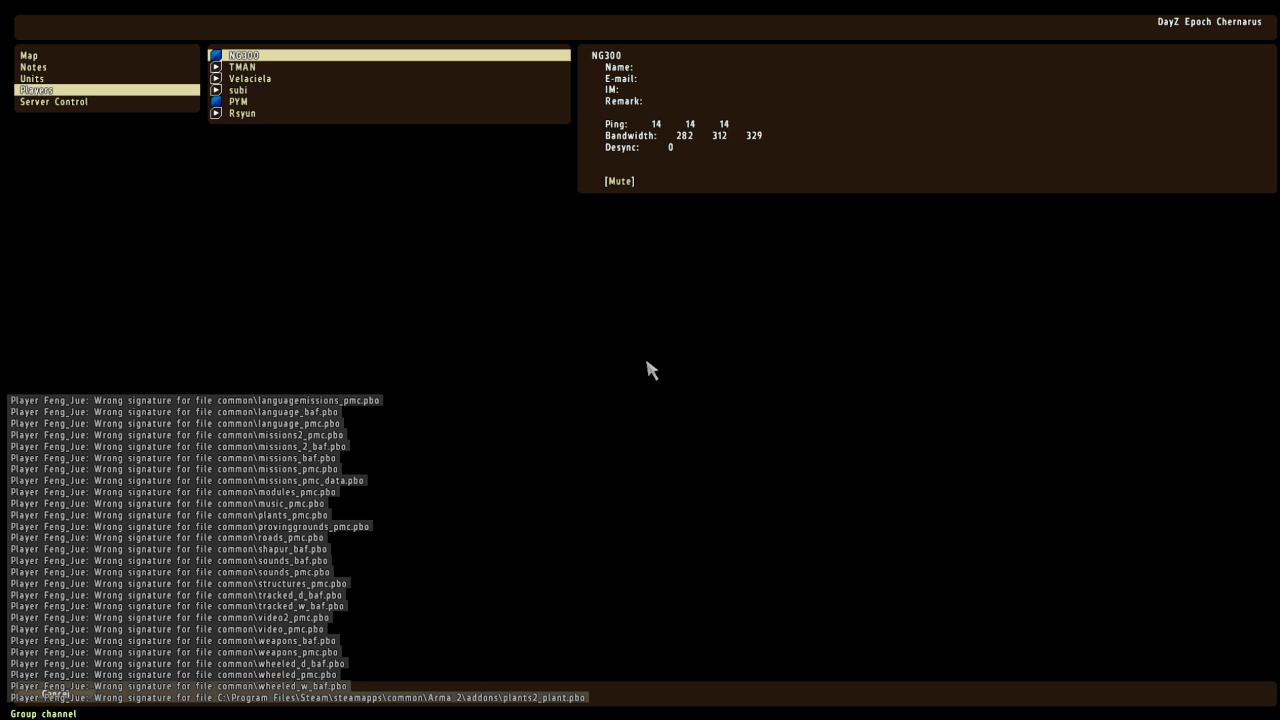 DayZ Epoch Chernarus
Map
Notes
Units
Players
Server Control
NG300
TMAN
Velaciela
subi
PYM
Rsyun
NG300
Name:
E-mail:
IM:
Remark:
Ping: 14 14 14
Bandwidth: 282 312 329
Desync: 0
[Mute]
Player Feng_Jue: Wrong signature for file common\languagemissions_pmc.pbo
Player Feng_Jue: Wrong signature for file common\language_baf.pbo
Player Feng_Jue: Wrong signature for file common\language_pmc.pbo
Player Feng_Jue: Wrong signature for file common\missions2_pmc.pbo
Player Feng_Jue: Wrong signature for file common\missions_2_baf.pbo
Player Feng_Jue: Wrong signature for file common\missions_baf.pbo
Player Feng_Jue: Wrong signature for file common\missions_pmc.pbo
Player Feng_Jue: Wrong signature for file common\missions_pmc_data.pbo
Player Feng_Jue: Wrong signature for file common\modules_pmc.pbo
Player Feng_Jue: Wrong signature for file common\music_pmc.pbo
Player Feng_Jue: Wrong signature for file common\plants_pmc.pbo
Player Feng_Jue: Wrong signature for file common\provinggrounds_pmc.pbo
Player Feng_Jue: Wrong signature for file common\roads_pmc.pbo
Player Feng_Jue: Wrong signature for file common\shapur_baf.pbo
Player Feng_Jue: Wrong signature for file common\sounds_baf.pbo
Player Feng_Jue: Wrong signature for file common\sounds_pmc.pbo
Player Feng_Jue: Wrong signature for file common\structures_pmc.pbo
Player Feng_Jue: Wrong signature for file common\tracked_d_baf.pbo
Player Feng_Jue: Wrong signature for file common\tracked_w_baf.pbo
Player Feng_Jue: Wrong signature for file common\video2_pmc.pbo
Player Feng_Jue: Wrong signature for file common\video_pmc.pbo
Player Feng_Jue: Wrong signature for file common\weapons_baf.pbo
Player Feng_Jue: Wrong signature for file common\weapons_pmc.pbo
Player Feng_Jue: Wrong signature for file common\wheeled_d_baf.pbo
Player Feng_Jue: Wrong signature for file common\wheeled_pmc.pbo
Player Feng_Jue: Wrong signature for file common\wheeled_w_baf.pbo
Cancel
Player Feng_Jue: Wrong signature for file C:\Program Files\Steam\steamapps\common\Arma 2\addons\plants2_plant.pbo
Group channel